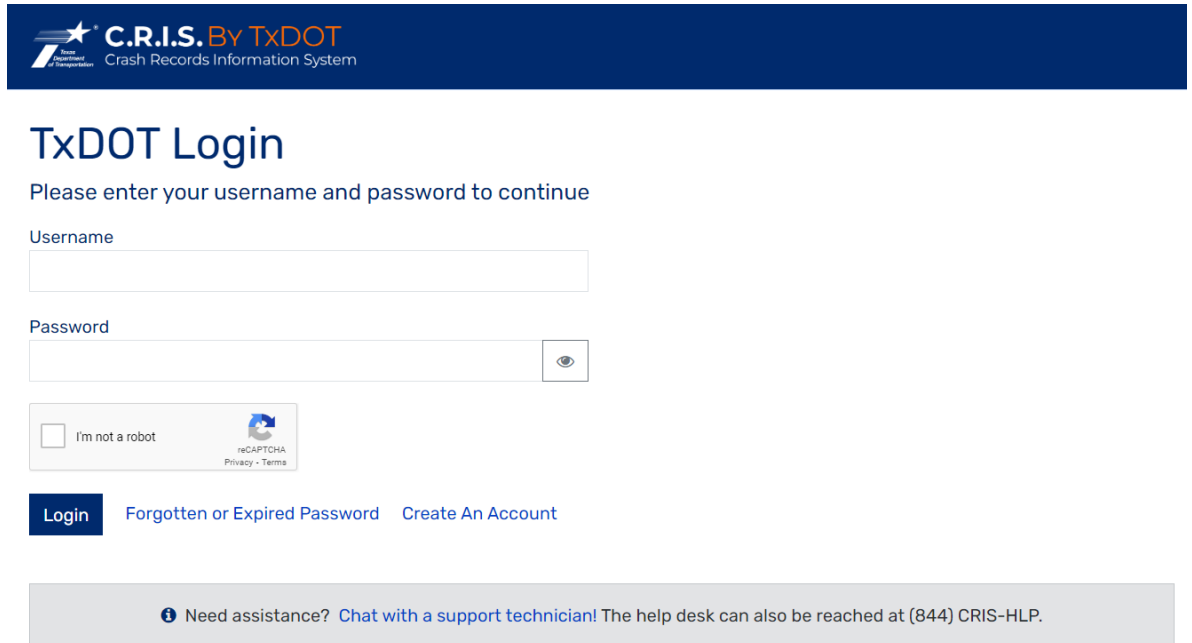 C.R.I.S. BY TXDOT
Texas
Department
of Transportation
Crash Records Information System
TxDOT Login
Please enter your username and password to continue
Username
Password
I'm not a robot
reCAPTCHA
Privacy - Terms
Login Forgotten or Expired Password Create An Account
Need assistance? Chat with a support technician! The help desk can also be reached at (844) CRIS-HLP.